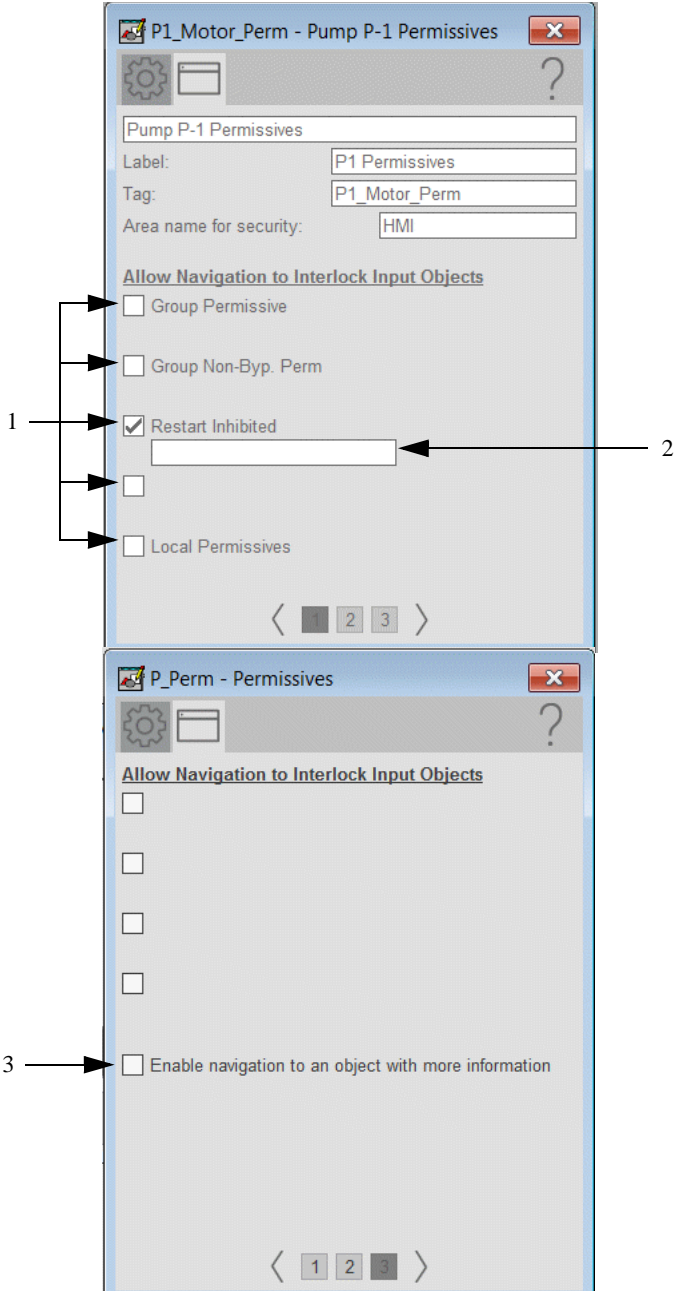 P1_Motor_Perm - Pump P-1 Permissives
Pump P-1 Permissives
Label: P1 Permissives
Tag: P1_Motor_Perm
Area name for security: HMI
Allow Navigation to Interlock Input Objects
Group Permissive
Group Non-Byp. Perm
1
Restart Inhibited
2
Local Permissives
1 2 3
P_Perm - Permissives
?
Allow Navigation to Interlock Input Objects
3
Enable navigation to an object with more information
1 2 3